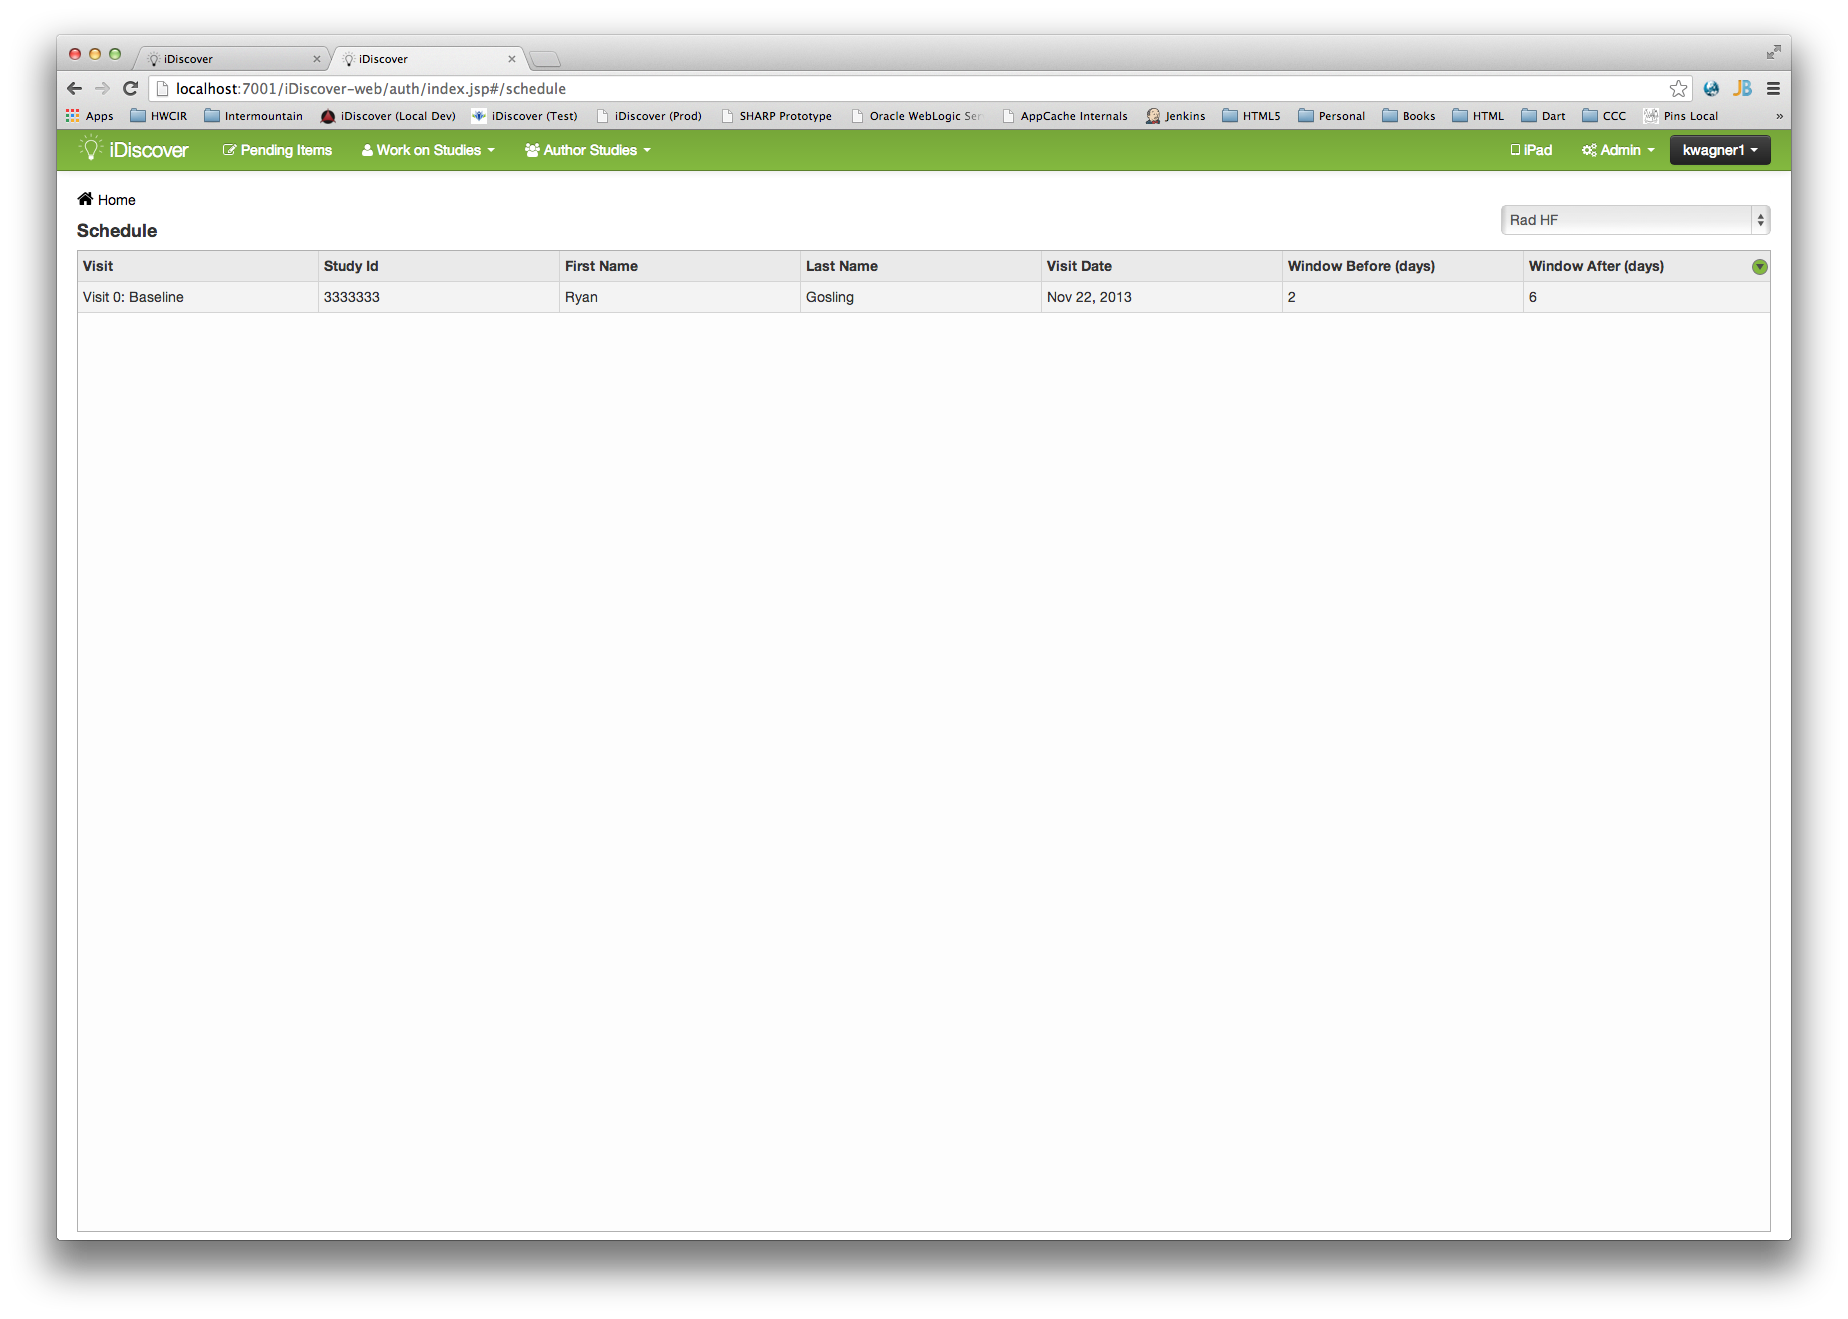 iDiscover iDiscover
localhost:7001/iDiscover-web/auth/index.jsp#/schedule JB
Apps HWCIR Intermountain iDiscover (Local Dev) iDiscover (Test) iDiscover (Prod) SHARP Prototype Oracle WebLogic Ser AppCache Internals Jenkins HTML5 Personal Books HTML Dart CCC Pins Local »
iDiscover Pending Items Work on Studies Author Studies iPad Admin kwagner1
Home
Rad HF
Schedule
Visit Study Id First Name Last Name Visit Date Window Before (days) Window After (days)
Visit 0: Baseline 3333333 Ryan Gosling Nov 22, 2013 2 6